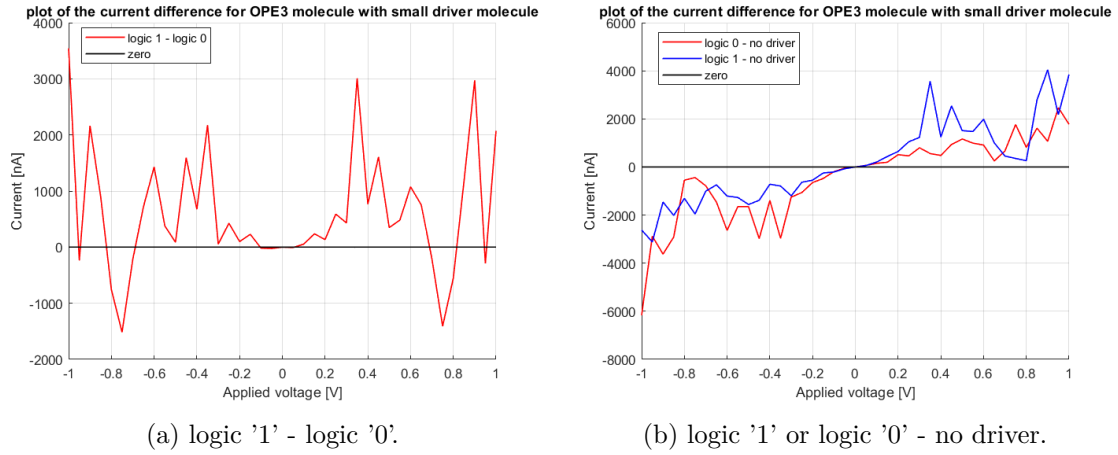 plot of the current difference for OPE3 molecule with small driver molecule
4000
3000
2000
1000
0
-1000
-2000
Current [nA]
logic 1 - logic 0
zero
-1 -0.8 -0.6 -0.4 -0.2 0 0.2 0.4 0.6 0.8 1
Applied voltage [V]
(a) logic ’1’ - logic ’0’.
plot of the current difference for OPE3 molecule with small driver molecule
6000
4000
2000
0
-2000
-4000
-6000
-8000
Current [nA]
logic 0 - no driver
logic 1 - no driver
zero
-1 -0.8 -0.6 -0.4 -0.2 0 0.2 0.4 0.6 0.8 1
Applied voltage [V]
(b) logic ’1’ or logic ’0’ - no driver.